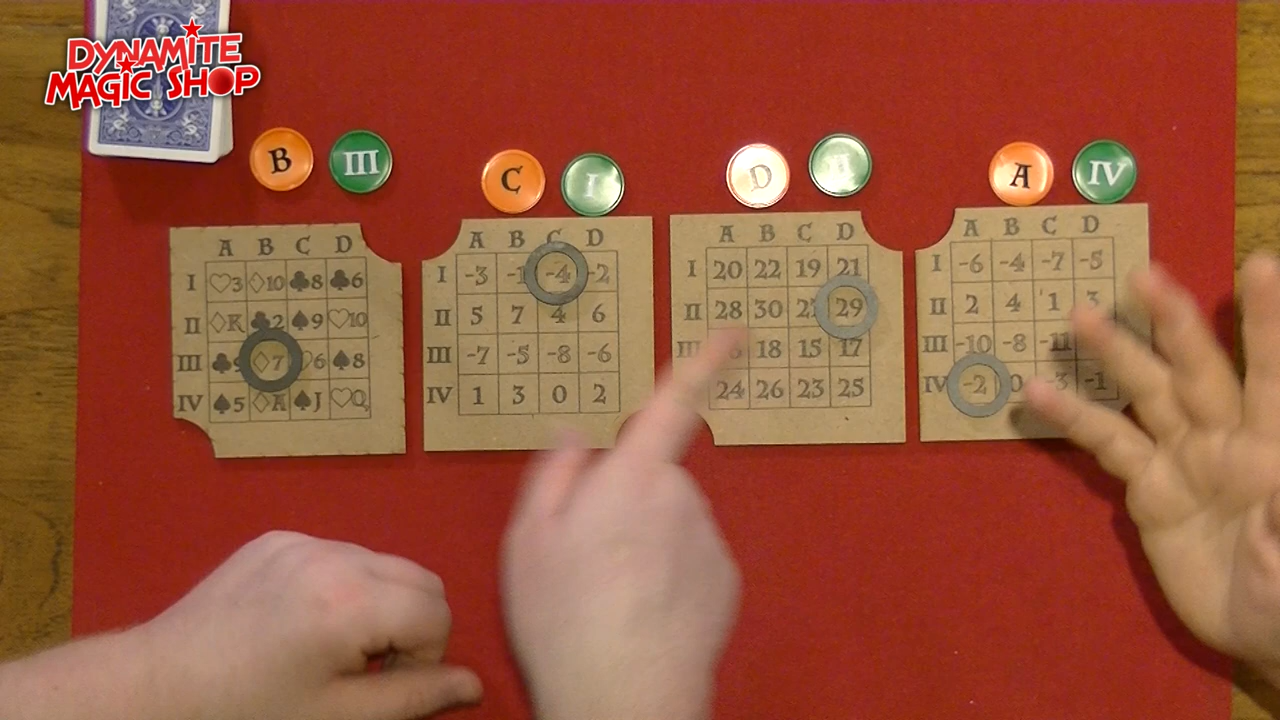 DYNAMITE
MAGIC SHOP
B III
C I
D
A IV
A B C D
I ♡3 ♢10 ♣8 ♣6
II ♢K ♣2 ♠9 ♡10
III ♣9 ♢7 ♡6 ♠8
IV ♠5 ♢A ♠J ♡Q
A B C D
I -3 -4 -2
II 5 7 4 6
III -7 -5 -8 -6
IV 1 3 0 2
A B C D
I 20 22 19 21
II 28 30 29
III 18 15 17
24 26 23 25
A B C D
I -6 -4 -7 -5
II 2 4 1 3
III -10 -8 -11
IV -2 0 -3 -1